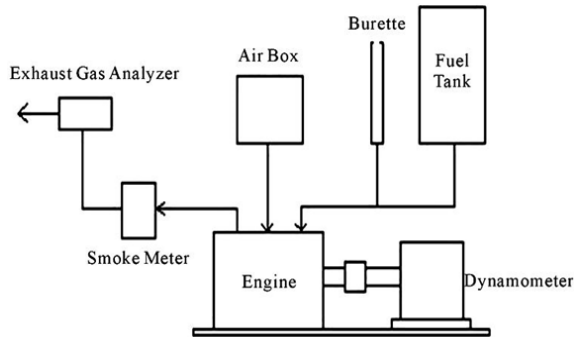 Burette
Fuel
Tank
Air Box
Exhaust Gas Analyzer
Smoke Meter
Engine
Dynamometer